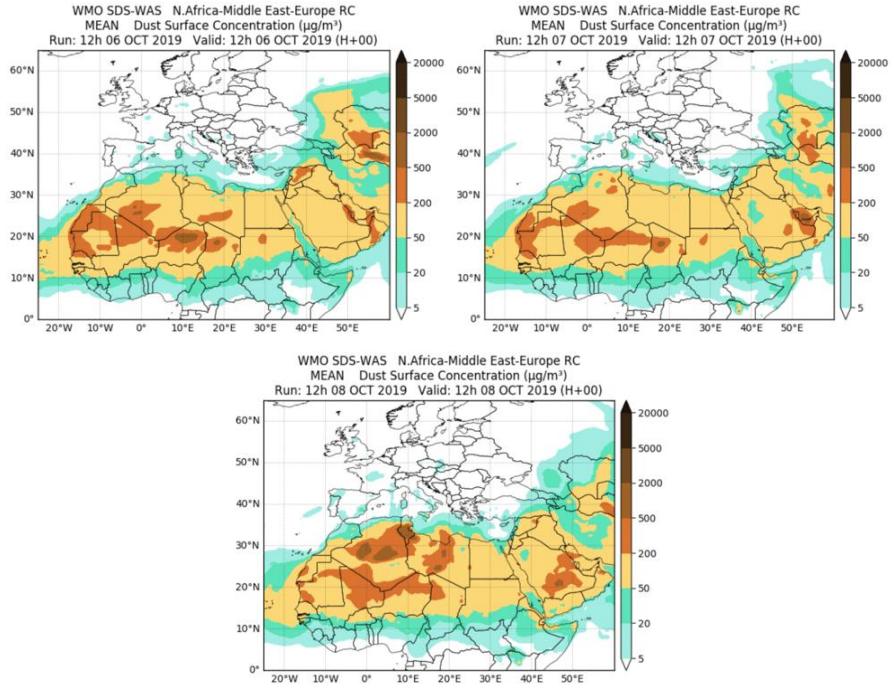 WMO SDS-WAS   N.Africa-Middle East-Europe RC
MEAN    Dust Surface Concentration (µg/m³)
Run: 12h 06 OCT 2019   Valid: 12h 06 OCT 2019 (H+00)
60°N
50°N
40°N
30°N
20°N
10°N
0°
20°W 10°W 0° 10°E 20°E 30°E 40°E 50°E
20000
5000
2000
500
200
50
20
5
WMO SDS-WAS   N.Africa-Middle East-Europe RC
MEAN    Dust Surface Concentration (µg/m³)
Run: 12h 07 OCT 2019   Valid: 12h 07 OCT 2019 (H+00)
60°N
50°N
40°N
30°N
20°N
10°N
0°
20°W 10°W 0° 10°E 20°E 30°E 40°E 50°E
20000
5000
2000
500
200
50
20
5
WMO SDS-WAS   N.Africa-Middle East-Europe RC
MEAN    Dust Surface Concentration (µg/m³)
Run: 12h 08 OCT 2019   Valid: 12h 08 OCT 2019 (H+00)
60°N
50°N
40°N
30°N
20°N
10°N
0°
20°W 10°W 0° 10°E 20°E 30°E 40°E 50°E
20000
5000
2000
500
200
50
20
5